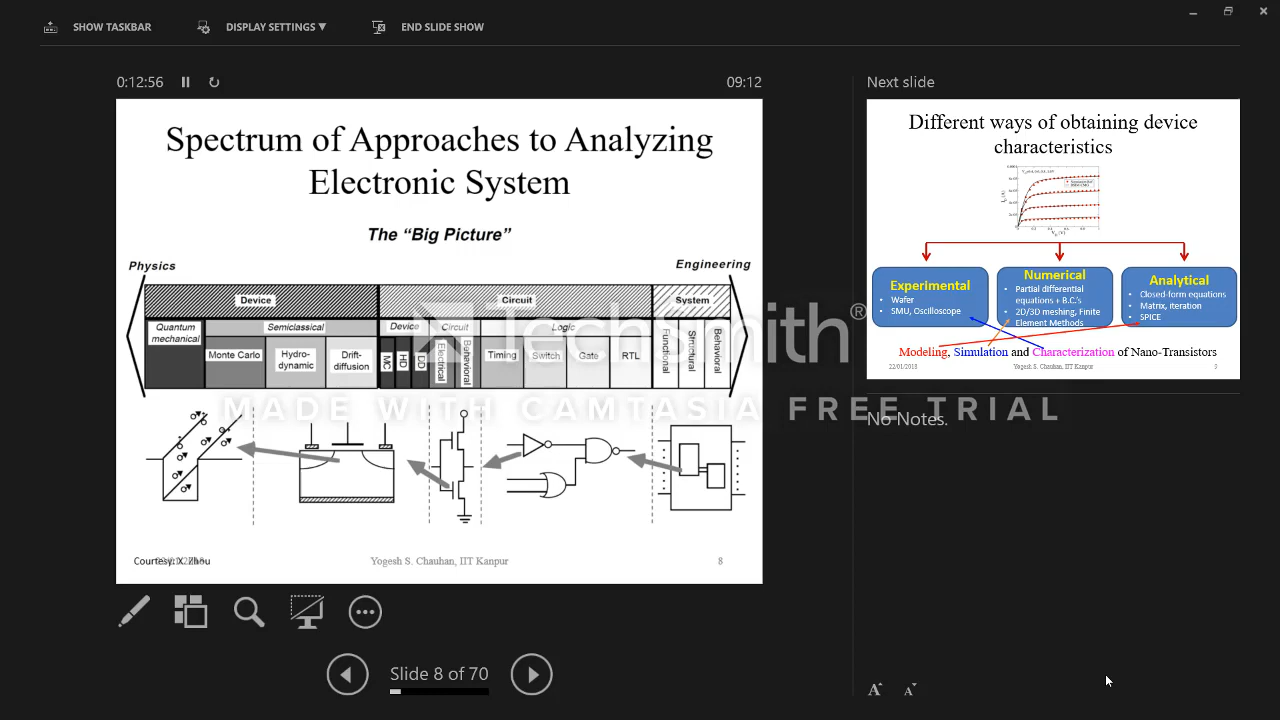 SHOW TASKBAR
DISPLAY SETTINGS ▼
END SLIDE SHOW
0:12:56
09:12
Spectrum of Approaches to Analyzing
Electronic System
The "Big Picture"
Physics
Engineering
Device
Circuit
System
Quantum
mechanical
Semiclassical
Device
Circuit
Logic
Monte Carlo
Hydro-
dynamic
Drift-
diffusion
MC
HD
DD
Electrical
Behavioral
Timing
Switch
Gate
RTL
Functional
Structural
Behavioral
Courtesy: X. Zhou
Yogesh S. Chauhan, IIT Kanpur
8
Slide 8 of 70
Next slide
Different ways of obtaining device
characteristics
Experimental
• Wafer
• SMU, Oscilloscope
Numerical
• Partial differential
equations + B.C.'s
• 2D/3D meshing, Finite
Element Methods
Analytical
• Closed-form equations
• Matrix, Iteration
• SPICE
Modeling, Simulation and Characterization of Nano-Transistors
22/01/2018
Yogesh S. Chauhan, IIT Kanpur
No Notes.
A
A
TechSmith®
MADE WITH CAMTASIA FREE TRIAL